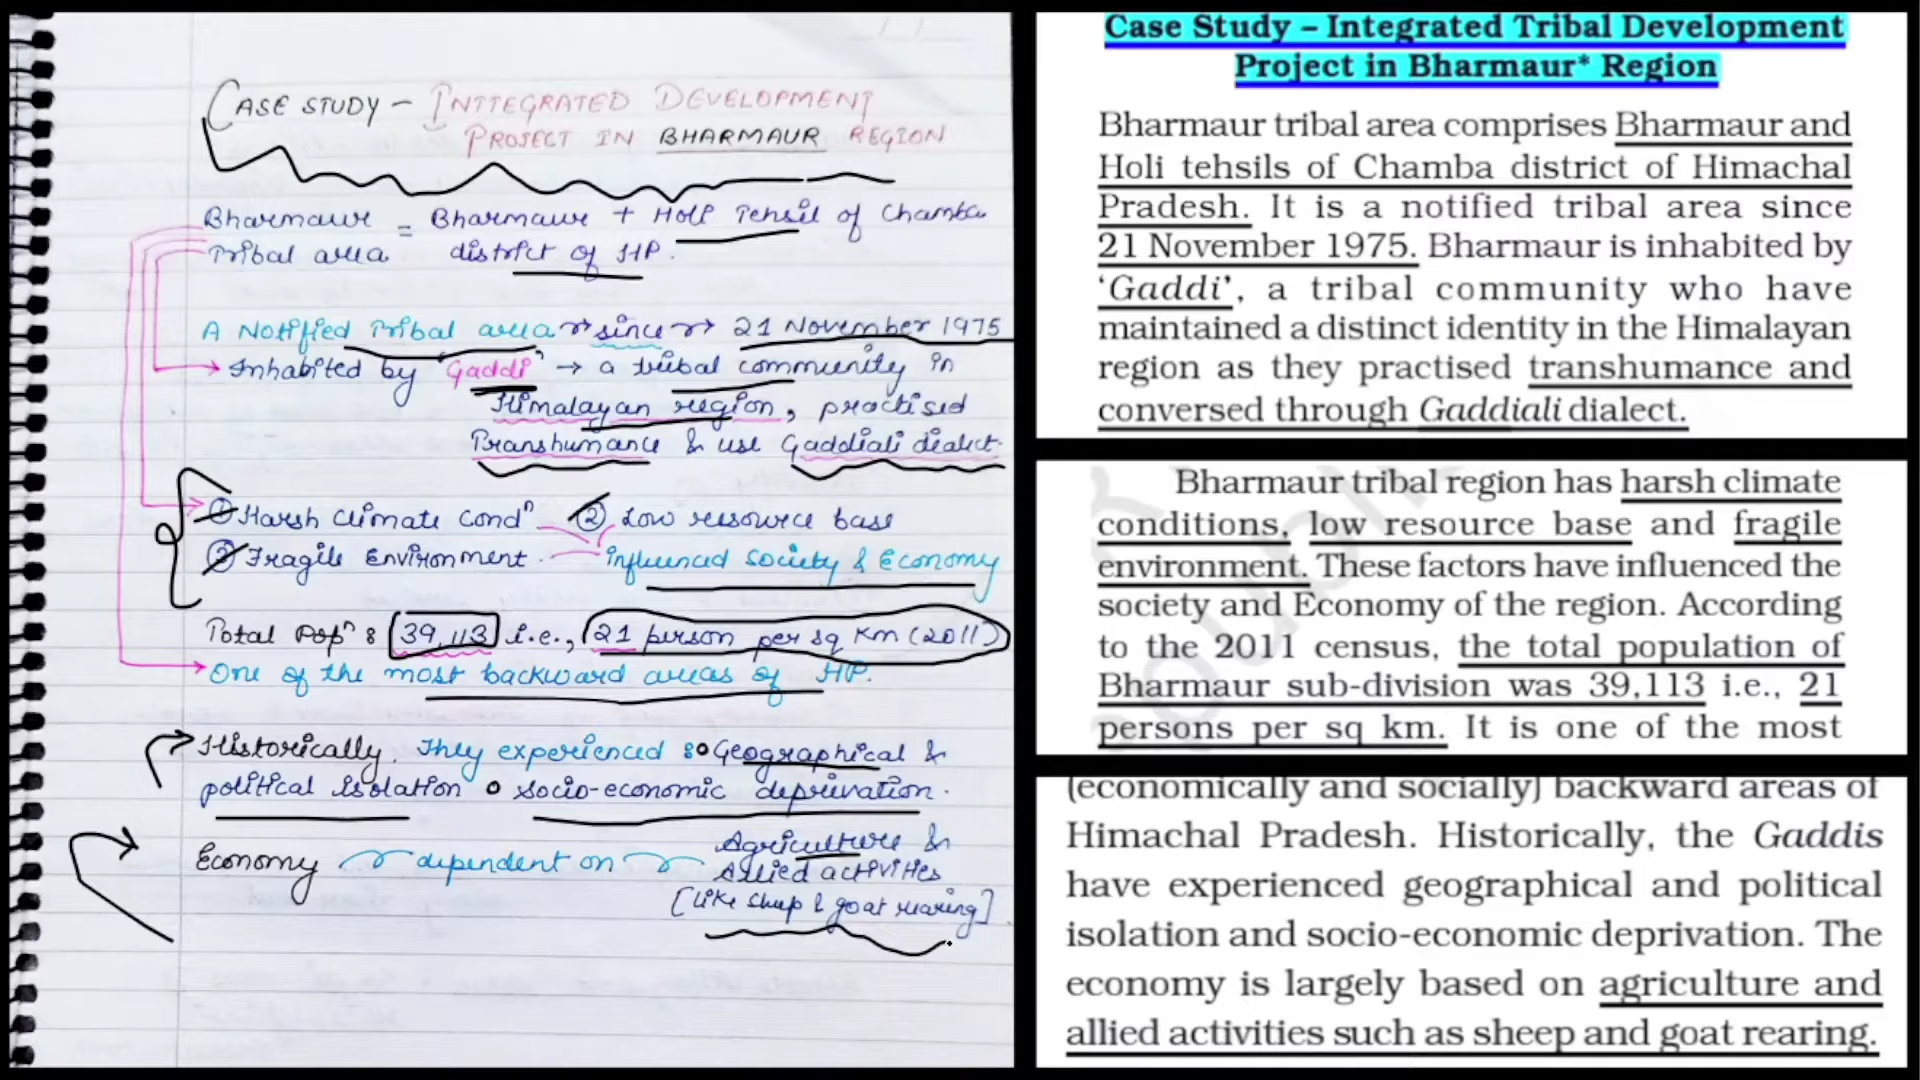 CASE STUDY - INTTEGRATED DEVELOPMENT
PROJECT IN BHARMAUR REGION
Bharmaur = Bharmaur + Holi Tehsil of Chamba
Tribal area district of HP.
A Notified Tribal area since 21 November 1975
Inhabited by "Gaddi" → a tribal community in
Himalayan region, practised
Transhumance & use Gaddiali dialect.
① Harsh Climate Condⁿ ② Low resource base
③ Fragile Environment influenced society & Economy
Total Popⁿ : 39,113 i.e., 21 person per sq km (2011)
→ One of the most backward areas of HP.
Historically. They experienced : Geographical &
political isolation socio-economic deprivation.
Economy dependent on Agriculture &
Allied activities
[like sheep & goat rearing]
Case Study – Integrated Tribal Development
Project in Bharmaur* Region
Bharmaur tribal area comprises Bharmaur and
Holi tehsils of Chamba district of Himachal
Pradesh. It is a notified tribal area since
21 November 1975. Bharmaur is inhabited by
‘Gaddi’, a tribal community who have
maintained a distinct identity in the Himalayan
region as they practised transhumance and
conversed through Gaddiali dialect.
Bharmaur tribal region has harsh climate
conditions, low resource base and fragile
environment. These factors have influenced the
society and Economy of the region. According
to the 2011 census, the total population of
Bharmaur sub-division was 39,113 i.e., 21
persons per sq km. It is one of the most
(economically and socially) backward areas of
Himachal Pradesh. Historically, the Gaddis
have experienced geographical and political
isolation and socio-economic deprivation. The
economy is largely based on agriculture and
allied activities such as sheep and goat rearing.